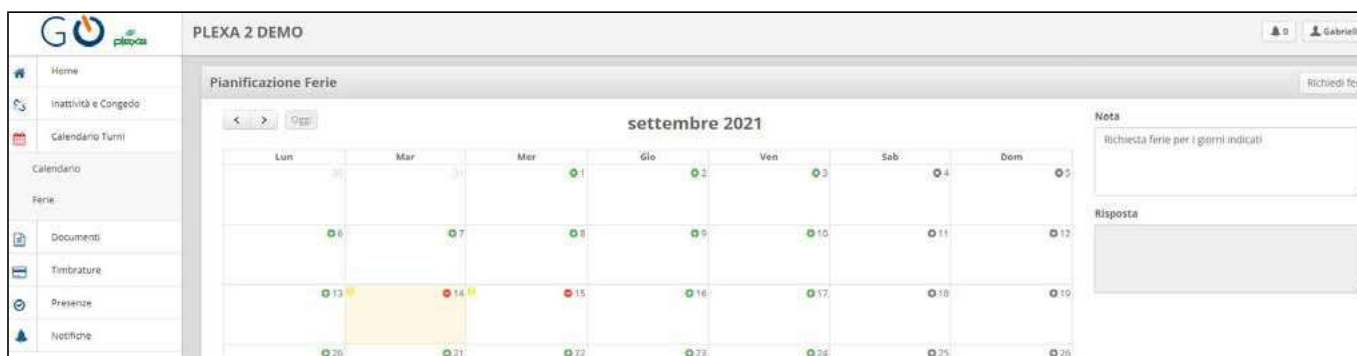 GO plexa
PLEXA 2 DEMO
0
Home
Inattività e Congedo
Calendario Turni
Calendario
Ferie
Documenti
Timbrature
Presenze
Notifiche
Pianificazione Ferie
Oggi
settembre 2021
Lun Mar Mer Gio Ven Sab Dom
30 31 1 2 3 4 5
6 7 8 9 10 11 12
13 14 15 16 17 18 19
20 21 22 23 24 25 26
Richiedi
Nota
Richiesta ferie per i giorni indicati
Risposta